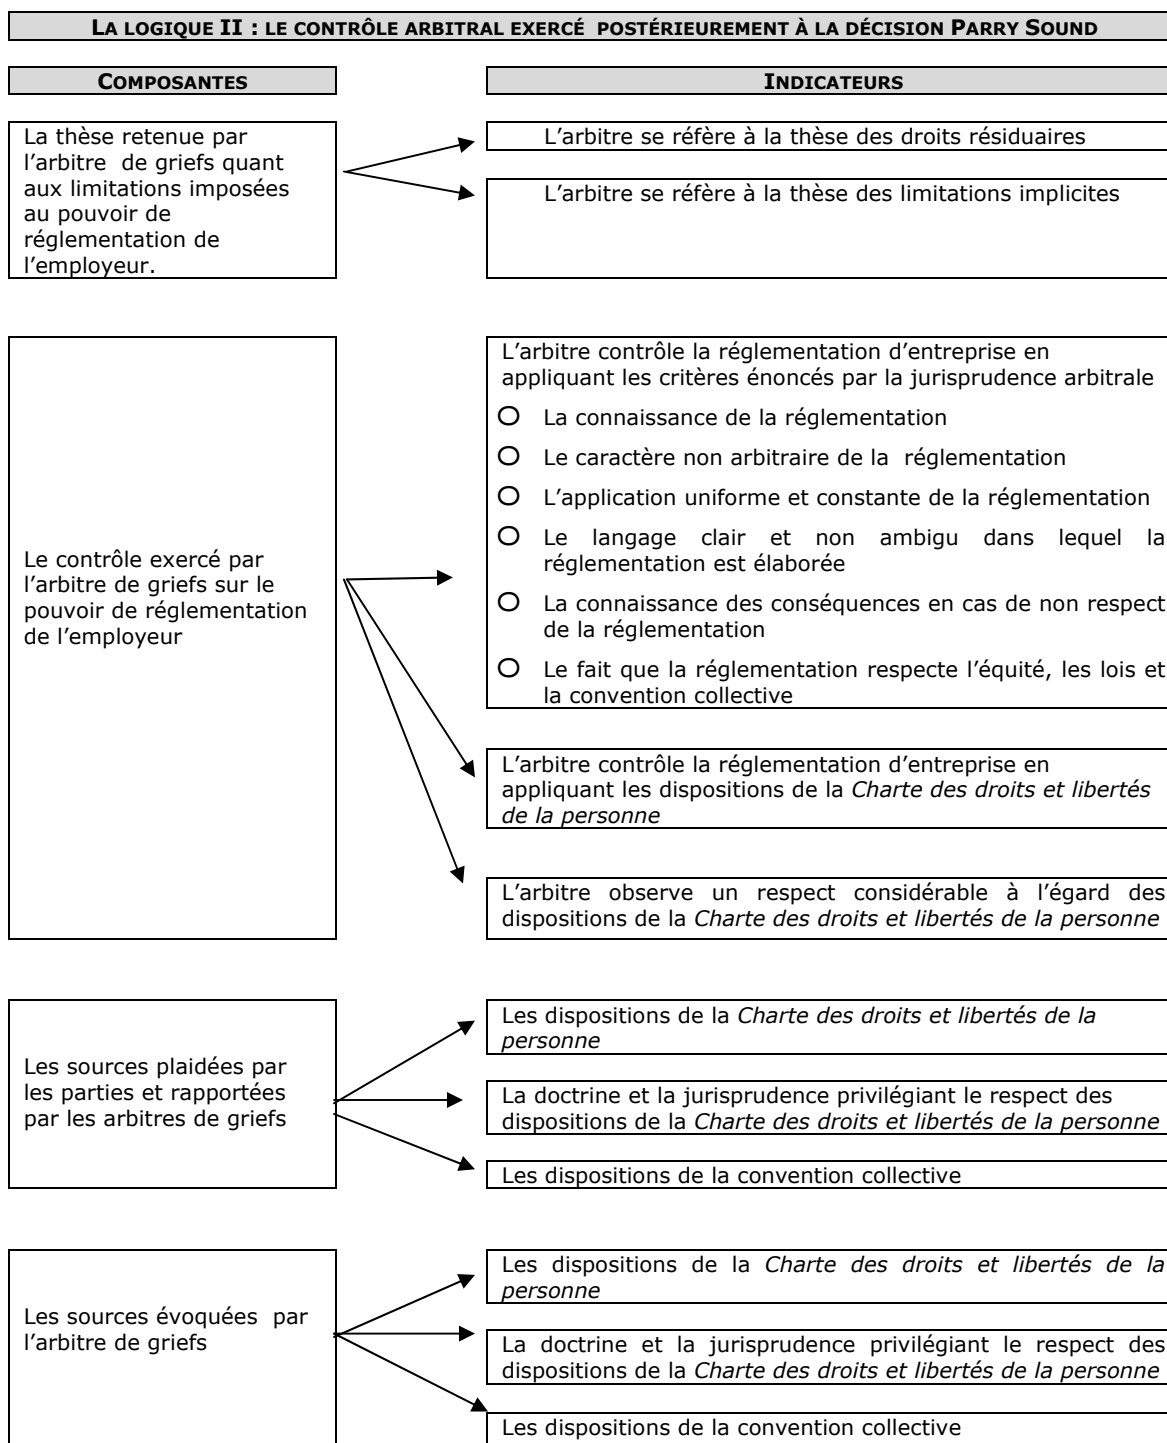 LA LOGIQUE II : LE CONTRÔLE ARBITRAL EXERCÉ POSTÉRIEUREMENT À LA DÉCISION PARRY SOUND
COMPOSANTES
INDICATEURS
La thèse retenue par
l'arbitre de griefs quant
aux limitations imposées
au pouvoir de
réglementation de
l'employeur.
L'arbitre se réfère à la thèse des droits résiduaires
L'arbitre se réfère à la thèse des limitations implicites
Le contrôle exercé par
l'arbitre de griefs sur le
pouvoir de réglementation
de l'employeur
L'arbitre contrôle la réglementation d'entreprise en
appliquant les critères énoncés par la jurisprudence arbitrale
O La connaissance de la réglementation
O Le caractère non arbitraire de la réglementation
O L'application uniforme et constante de la réglementation
O Le langage clair et non ambigu dans lequel la
réglementation est élaborée
O La connaissance des conséquences en cas de non respect
de la réglementation
O Le fait que la réglementation respecte l'équité, les lois et
la convention collective
L'arbitre contrôle la réglementation d'entreprise en
appliquant les dispositions de la Charte des droits et libertés
de la personne
L'arbitre observe un respect considérable à l'égard des
dispositions de la Charte des droits et libertés de la personne
Les sources plaidées par
les parties et rapportées
par les arbitres de griefs
Les dispositions de la Charte des droits et libertés de la
personne
La doctrine et la jurisprudence privilégiant le respect des
dispositions de la Charte des droits et libertés de la personne
Les dispositions de la convention collective
Les sources évoquées par
l'arbitre de griefs
Les dispositions de la Charte des droits et libertés de la
personne
La doctrine et la jurisprudence privilégiant le respect des
dispositions de la Charte des droits et libertés de la personne
Les dispositions de la convention collective